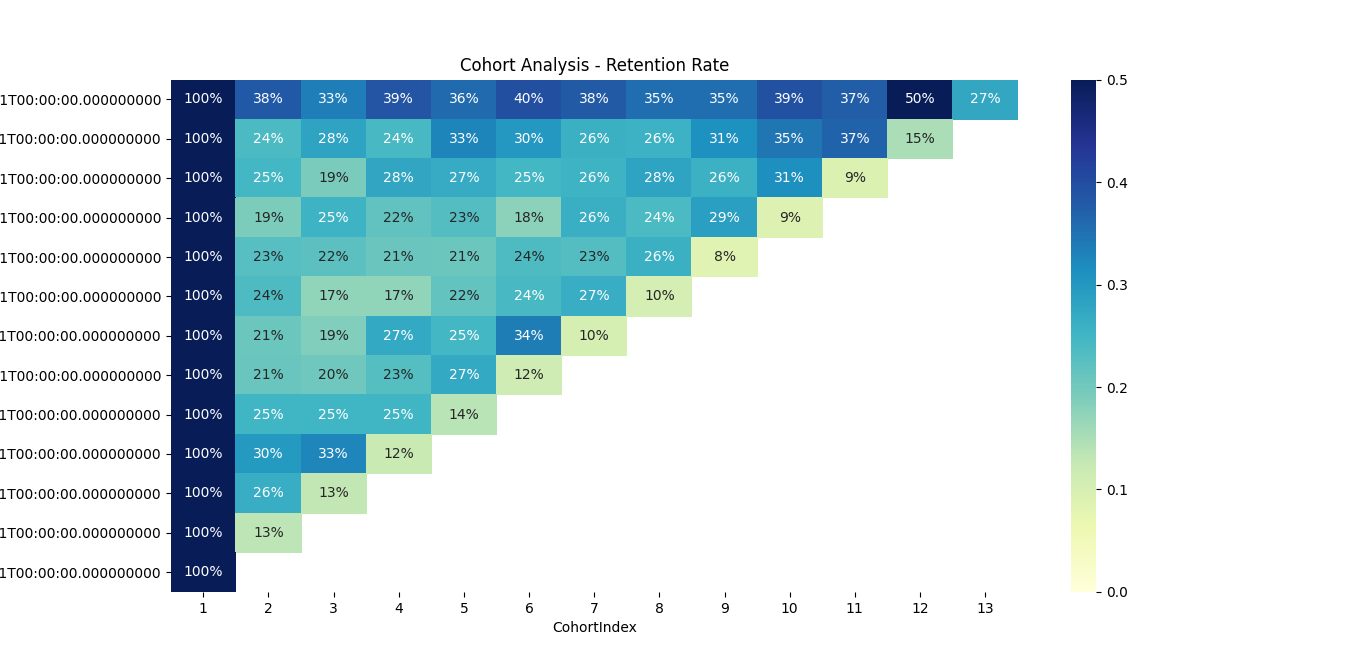 Cohort Analysis - Retention Rate
1T00:00:00.000000000 100% 38% 33% 39% 36% 40% 38% 35% 35% 39% 37% 50% 27%
1T00:00:00.000000000 100% 24% 28% 24% 33% 30% 26% 26% 31% 35% 37% 15%
1T00:00:00.000000000 100% 25% 19% 28% 27% 25% 26% 28% 26% 31% 9%
1T00:00:00.000000000 100% 19% 25% 22% 23% 18% 26% 24% 29% 9%
1T00:00:00.000000000 100% 23% 22% 21% 21% 24% 23% 26% 8%
1T00:00:00.000000000 100% 24% 17% 17% 22% 24% 27% 10%
1T00:00:00.000000000 100% 21% 19% 27% 25% 34% 10%
1T00:00:00.000000000 100% 21% 20% 23% 27% 12%
1T00:00:00.000000000 100% 25% 25% 25% 14%
1T00:00:00.000000000 100% 30% 33% 12%
1T00:00:00.000000000 100% 26% 13%
1T00:00:00.000000000 100% 13%
1T00:00:00.000000000 100%
1 2 3 4 5 6 7 8 9 10 11 12 13
CohortIndex
0.5
0.4
0.3
0.2
0.1
0.0